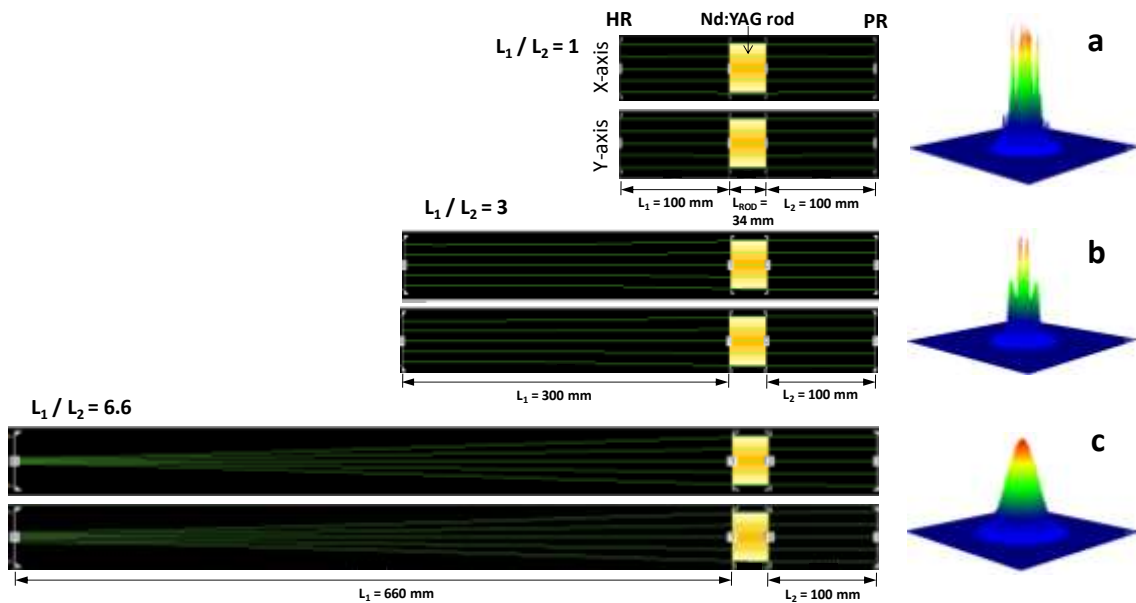 HR Nd:YAG rod PR
L₁ / L₂ = 1 a
X-axis
Y-axis
L₁ = 100 mm L_ROD = 34 mm L₂ = 100 mm
L₁ / L₂ = 3
b
L₁ = 300 mm L₂ = 100 mm
L₁ / L₂ = 6.6
c
L₁ = 660 mm L₂ = 100 mm